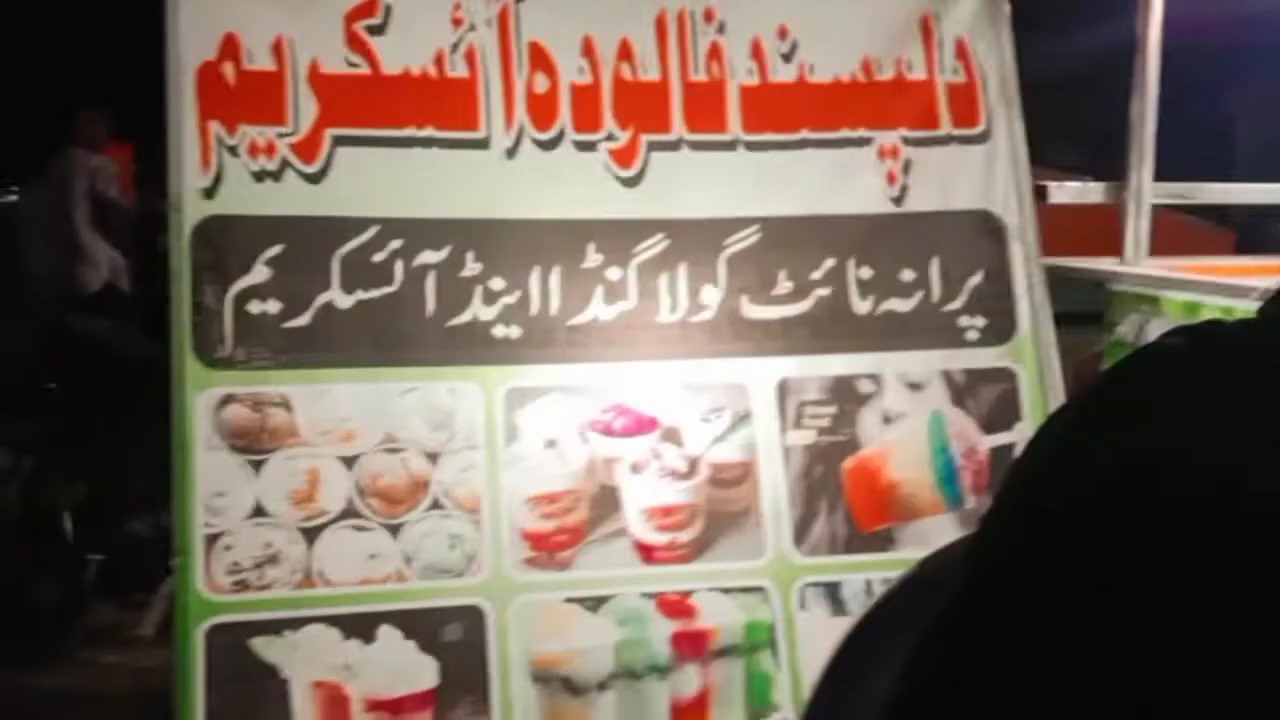 دلپسند فالودہ آئسکریم
پرانہ نائٹ گولا گنڈا اینڈ آئسکریم